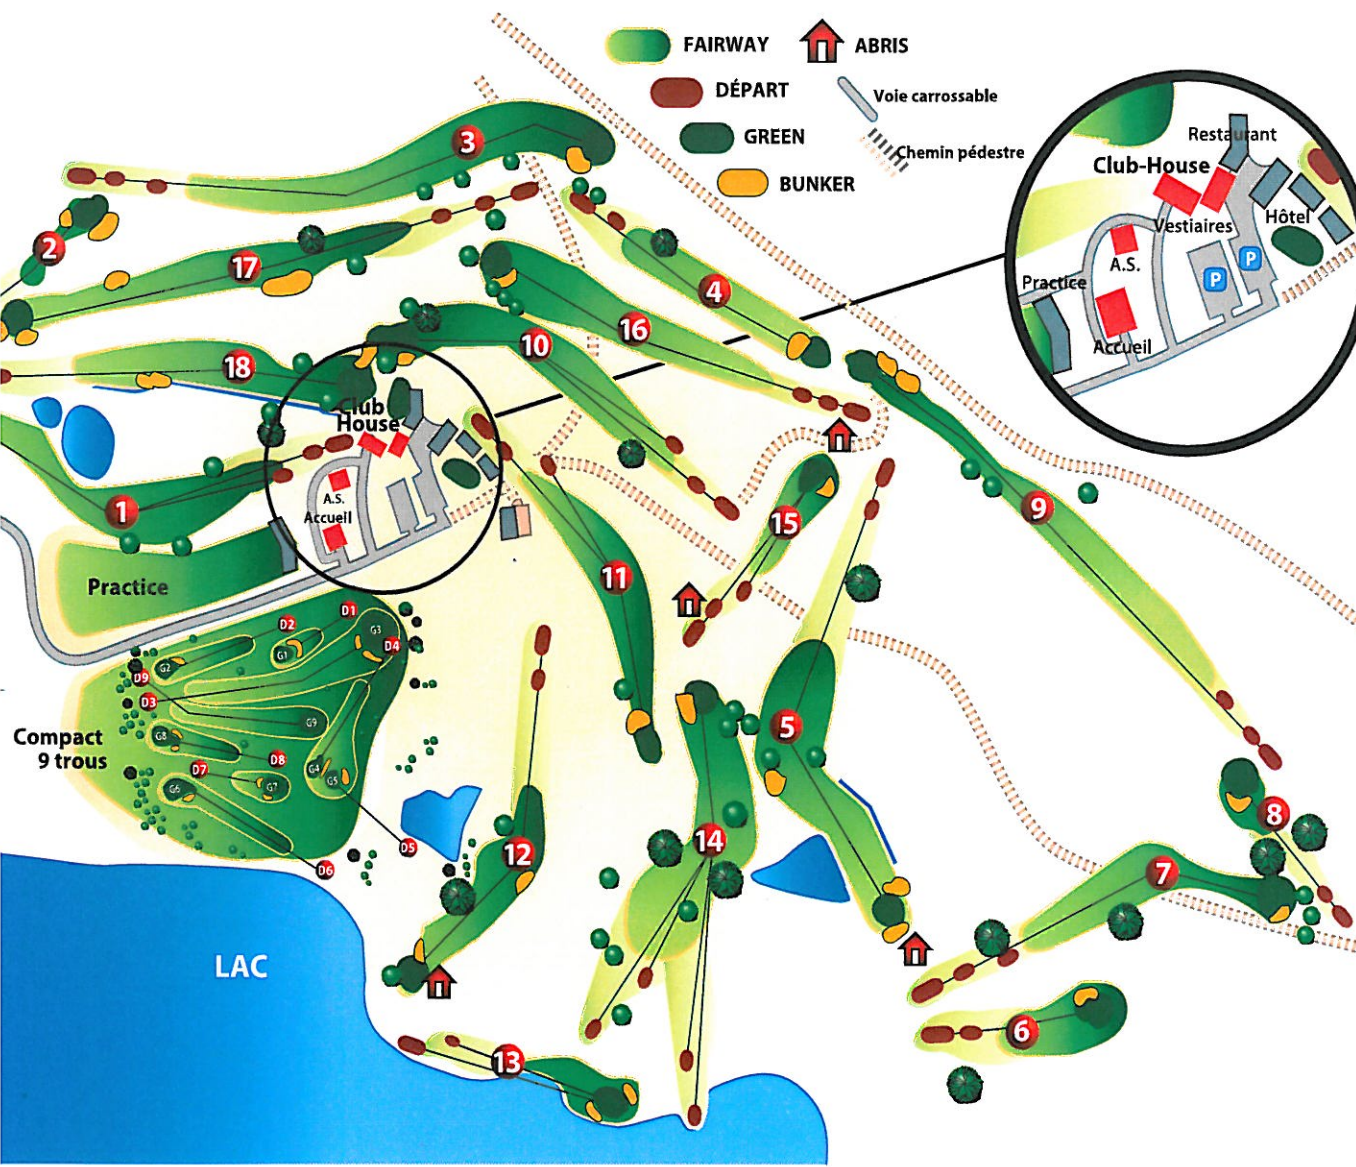 FAIRWAY
ABRIS
DÉPART
Voie carrossable
GREEN
Chemin pédestre
BUNKER
Restaurant
Club-House
Vestiaires
Hôtel
A.S.
P
P
Practice
Accueil
3
2
17
4
16
10
18
Club
House
1
A.S.
Accueil
15
9
11
Practice
D1
D2
G3
D4
G1
G2
D9
D3
G9
G8
D8
D7
G4
G5
G7
G6
D5
D6
Compact
9 trous
5
12
14
8
7
LAC
6
13